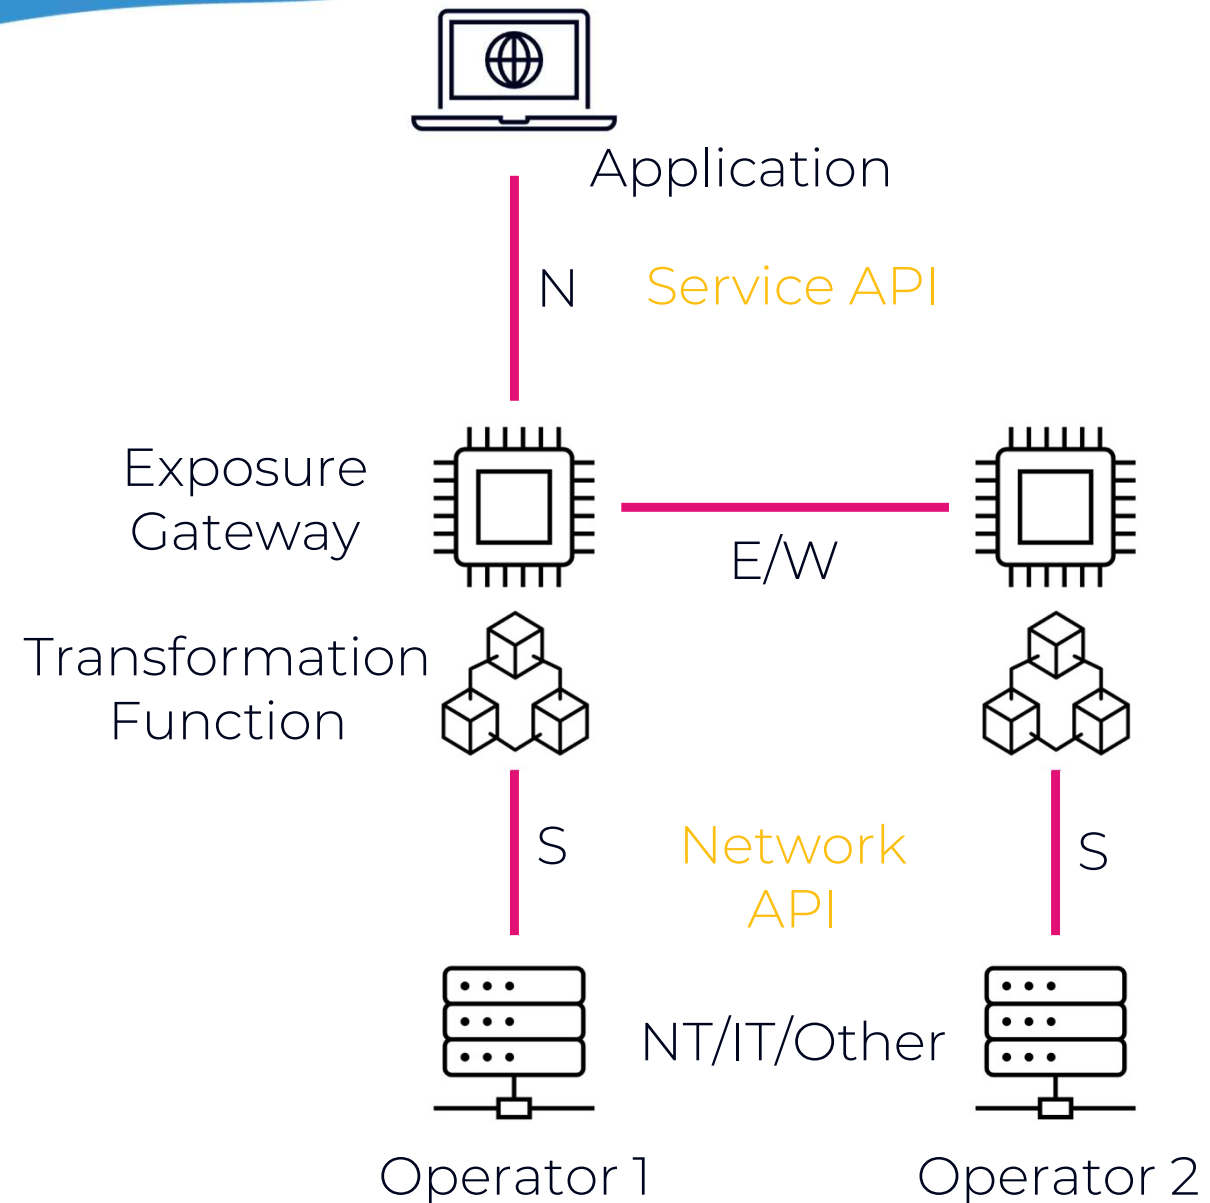 Application
N
Service API
Exposure
Gateway
E/W
Transformation
Function
S
Network
API
S
NT/IT/Other
Operator 1
Operator 2